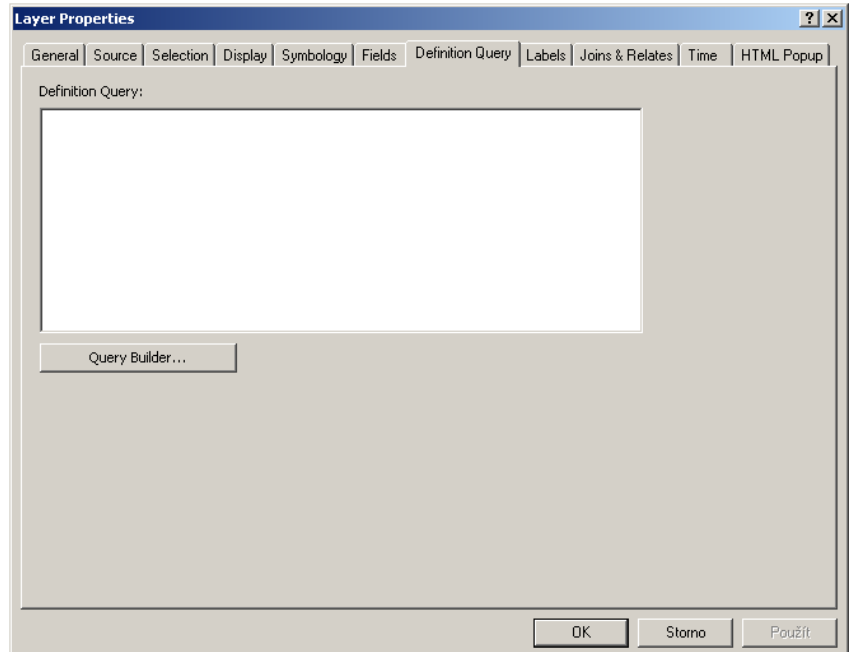 Layer Properties
General Source Selection Display Symbology Fields Definition Query Labels Joins & Relates Time HTML Popup
Definition Query:
Query Builder...
OK Storno Použít